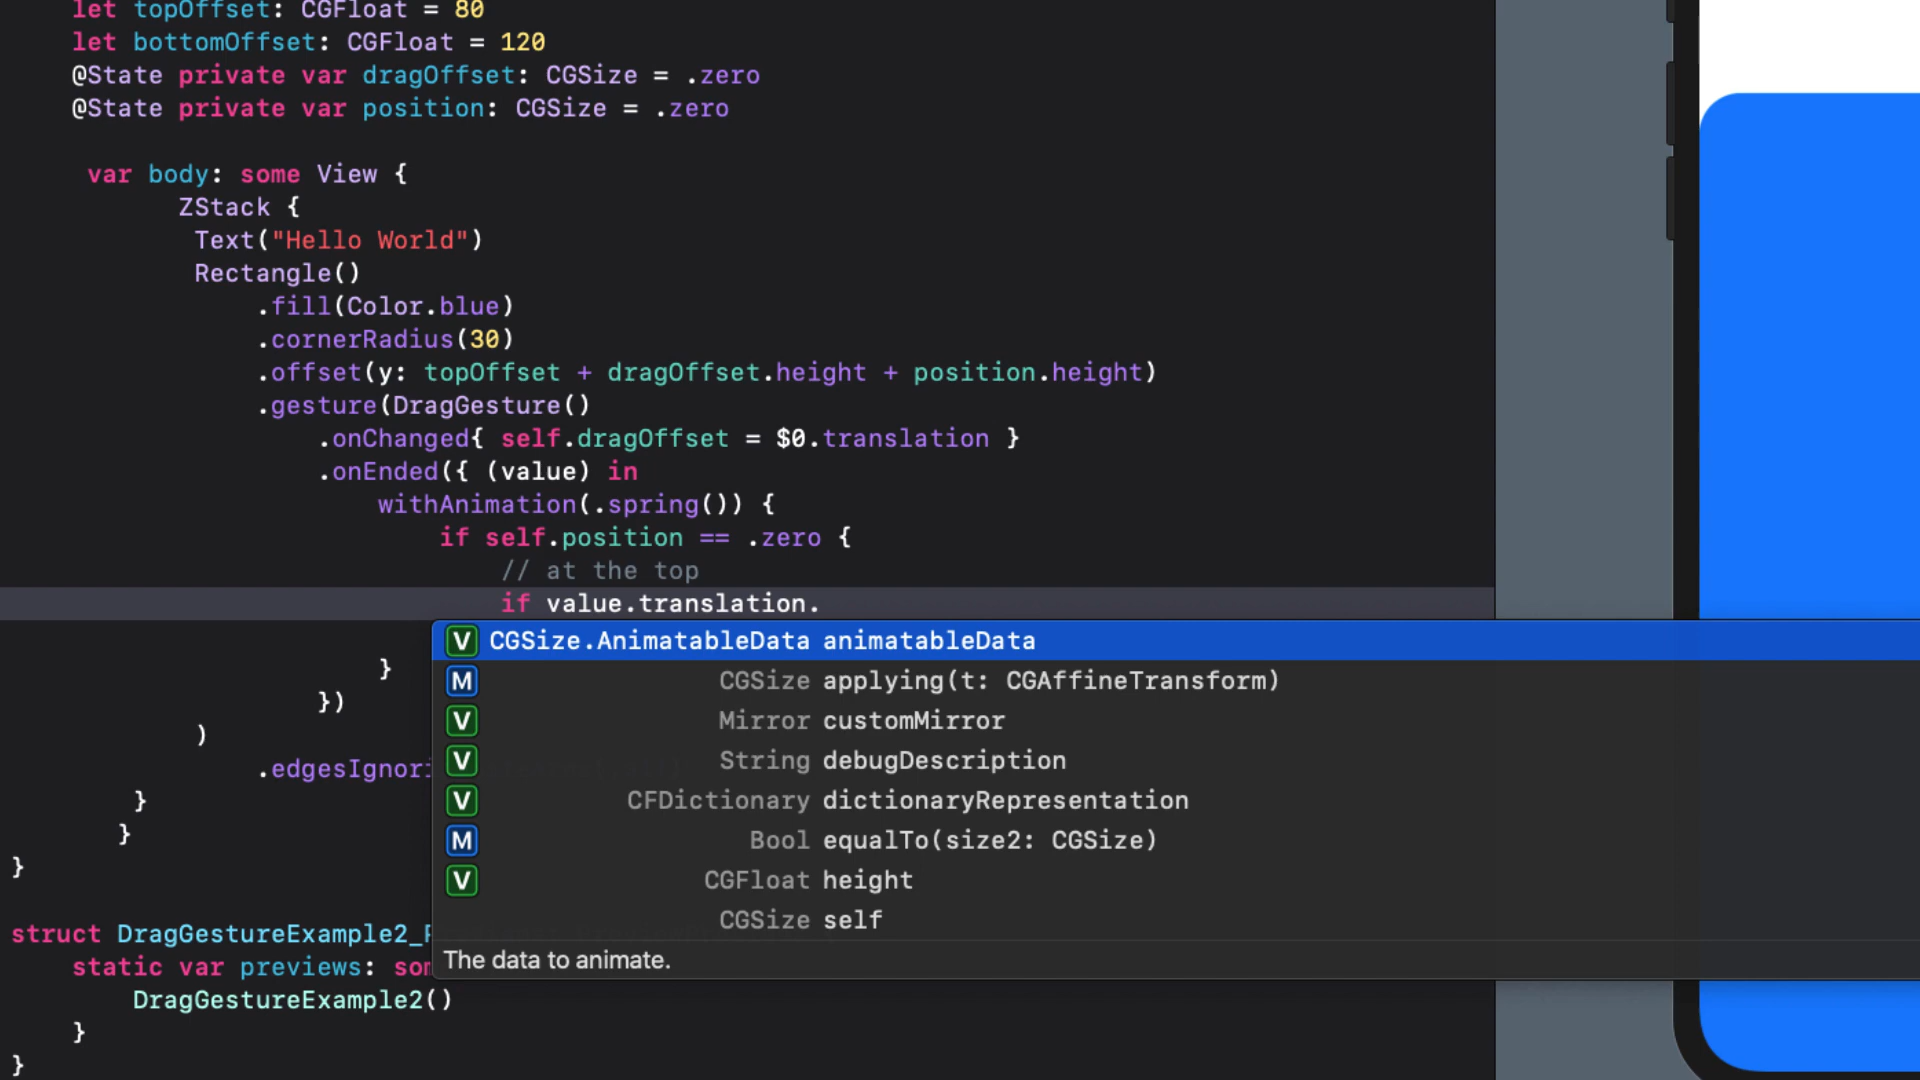 let topOffset: CGFloat = 80
let bottomOffset: CGFloat = 120
@State private var dragOffset: CGSize = .zero
@State private var position: CGSize = .zero
var body: some View {
ZStack {
Text("Hello World")
Rectangle()
.fill(Color.blue)
.cornerRadius(30)
.offset(y: topOffset + dragOffset.height + position.height)
.gesture(DragGesture()
.onChanged{ self.dragOffset = $0.translation }
.onEnded({ (value) in
withAnimation(.spring()) {
if self.position == .zero {
// at the top
if value.translation.
V CGSize.AnimatableData animatableData
}
M CGSize applying(t: CGAffineTransform)
})
V Mirror customMirror
)
V String debugDescription
.edgesIgnori
}
V CFDictionary dictionaryRepresentation
}
M Bool equalTo(size2: CGSize)
}
V CGFloat height
CGSize self
struct DragGestureExample2_
The data to animate.
static var previews: som
DragGestureExample2()
}
}